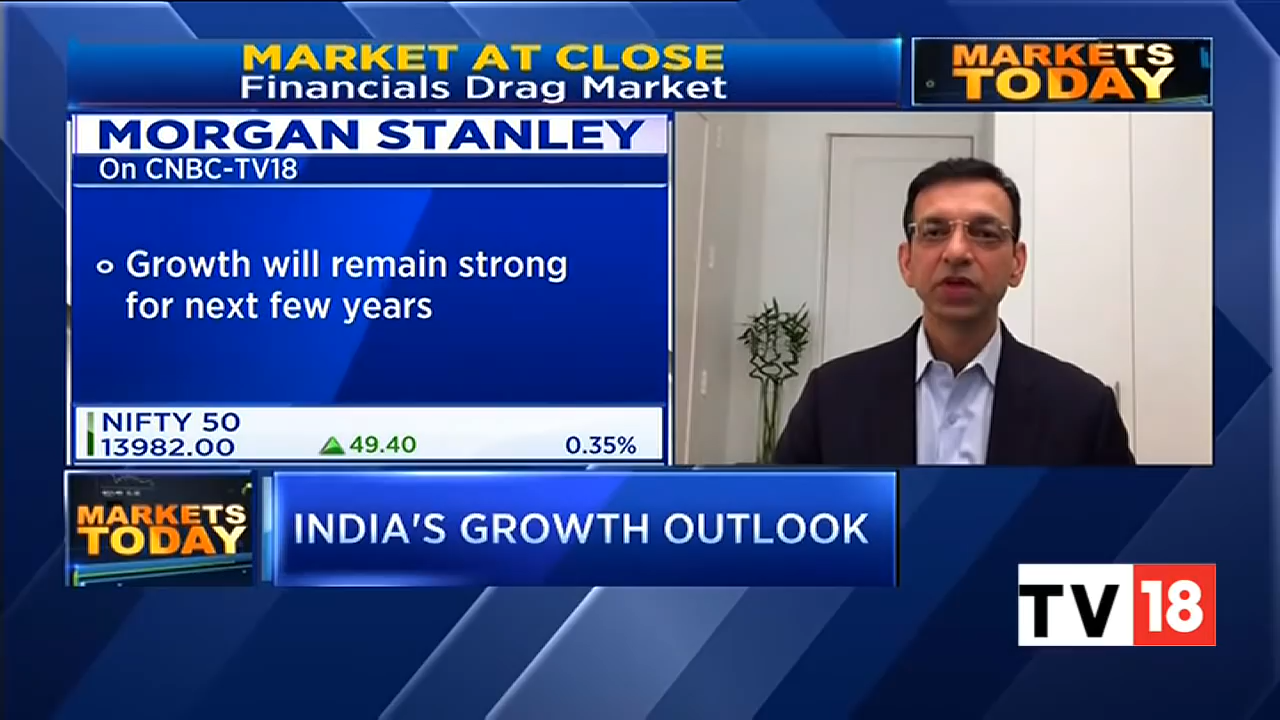 MARKET AT CLOSE
Financials Drag Market
MARKETS
TODAY
MORGAN STANLEY
On CNBC-TV18
Growth will remain strong
for next few years
NIFTY 50
13982.00 49.40 0.35%
MARKETS
TODAY
INDIA'S GROWTH OUTLOOK
TV18